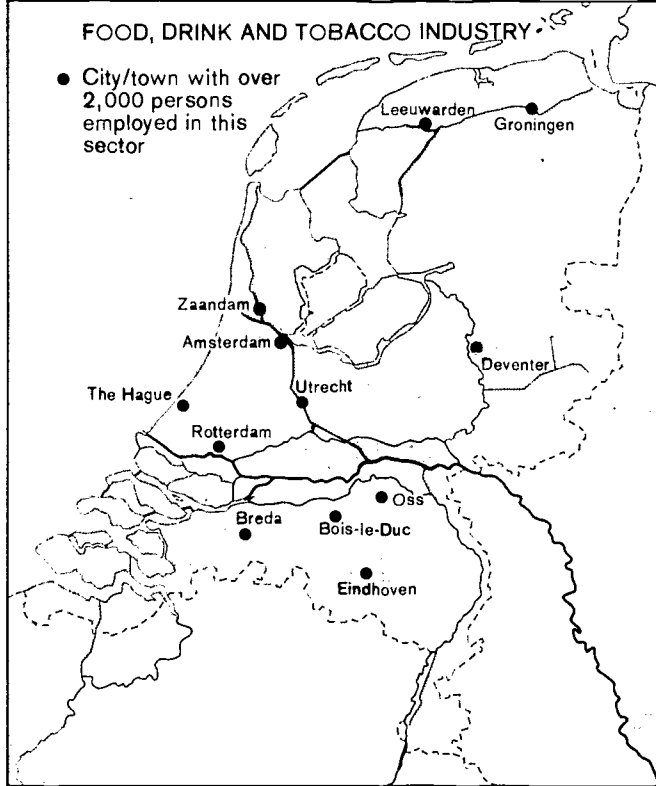 FOOD, DRINK AND TOBACCO INDUSTRY
● City/town with over
2,000 persons
employed in this
sector
Leeuwarden
Groningen
Zaandam
Amsterdam
Deventer
The Hague
Utrecht
Rotterdam
Oss
Breda
Bois-le-Duc
Eindhoven